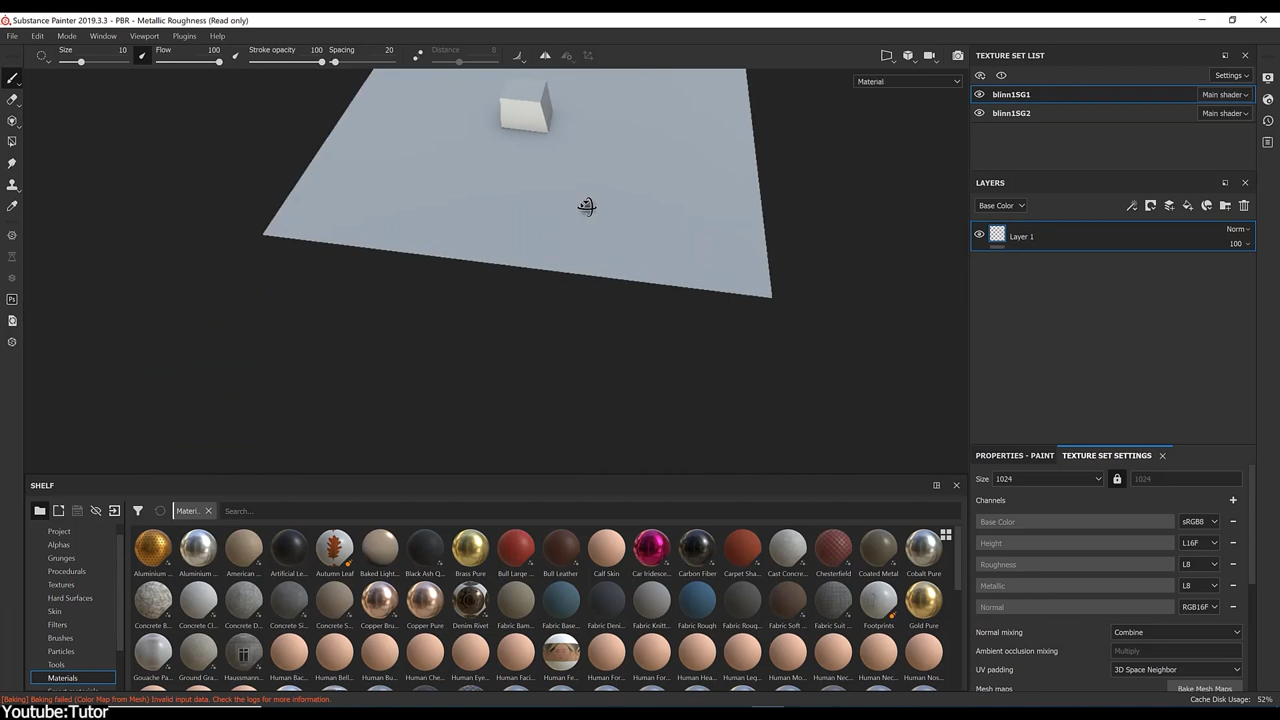 Substance Painter 2019.3.3 - PBR - Metallic Roughness (Read only)
File Edit Mode Window Viewport Plugins Help
Size 10 Flow 100 Stroke opacity 100 Spacing 20 Distance 8
Material
TEXTURE SET LIST
Settings
blinn1SG1 Main shader
blinn1SG2 Main shader
LAYERS
Base Color
Layer 1 Norm 100
PROPERTIES - PAINT TEXTURE SET SETTINGS
Size 1024 1024
Channels
Base Color sRGB8
Height L16F
Roughness L8
Metallic L8
Normal RGB16F
Normal mixing Combine
Ambient occlusion mixing Multiply
UV padding 3D Space Neighbor
Mesh maps Bake Mesh Maps
SHELF
Materi... Search...
Project
Alphas
Grunges
Procedurals
Textures
Hard Surfaces
Skin
Filters
Brushes
Particles
Tools
Materials
Aluminium ... Aluminium ... American ... Artificial Le... Autumn Leaf Baked Light... Black Ash Q... Brass Pure Bull Large ... Bull Leather Calf Skin Car Iridesce... Carbon Fiber Carpet Sha... Cast Concre... Chesterfield Coated Metal Cobalt Pure
Concrete B... Concrete Cl... Concrete D... Concrete Si... Concrete S... Copper Bru... Copper Pure Denim Rivet Fabric Bam... Fabric Base... Fabric Deni... Fabric Knitt... Fabric Rough Fabric Roug... Fabric Soft ... Fabric Suit ... Footprints Gold Pure
Gouache Pa... Ground Gra... Haussmann... Human Bac... Human Bell... Human Bu... Human Che... Human Eye... Human Faci... Human Fe... Human For... Human Hea... Human Leg... Human Mo... Human Nec... Human Nos...
[Baking] Baking failed (Color Map from Mesh) Invalid input data. Check the logs for more information.
Cache Disk Usage: 52%
Youtube:Tutor